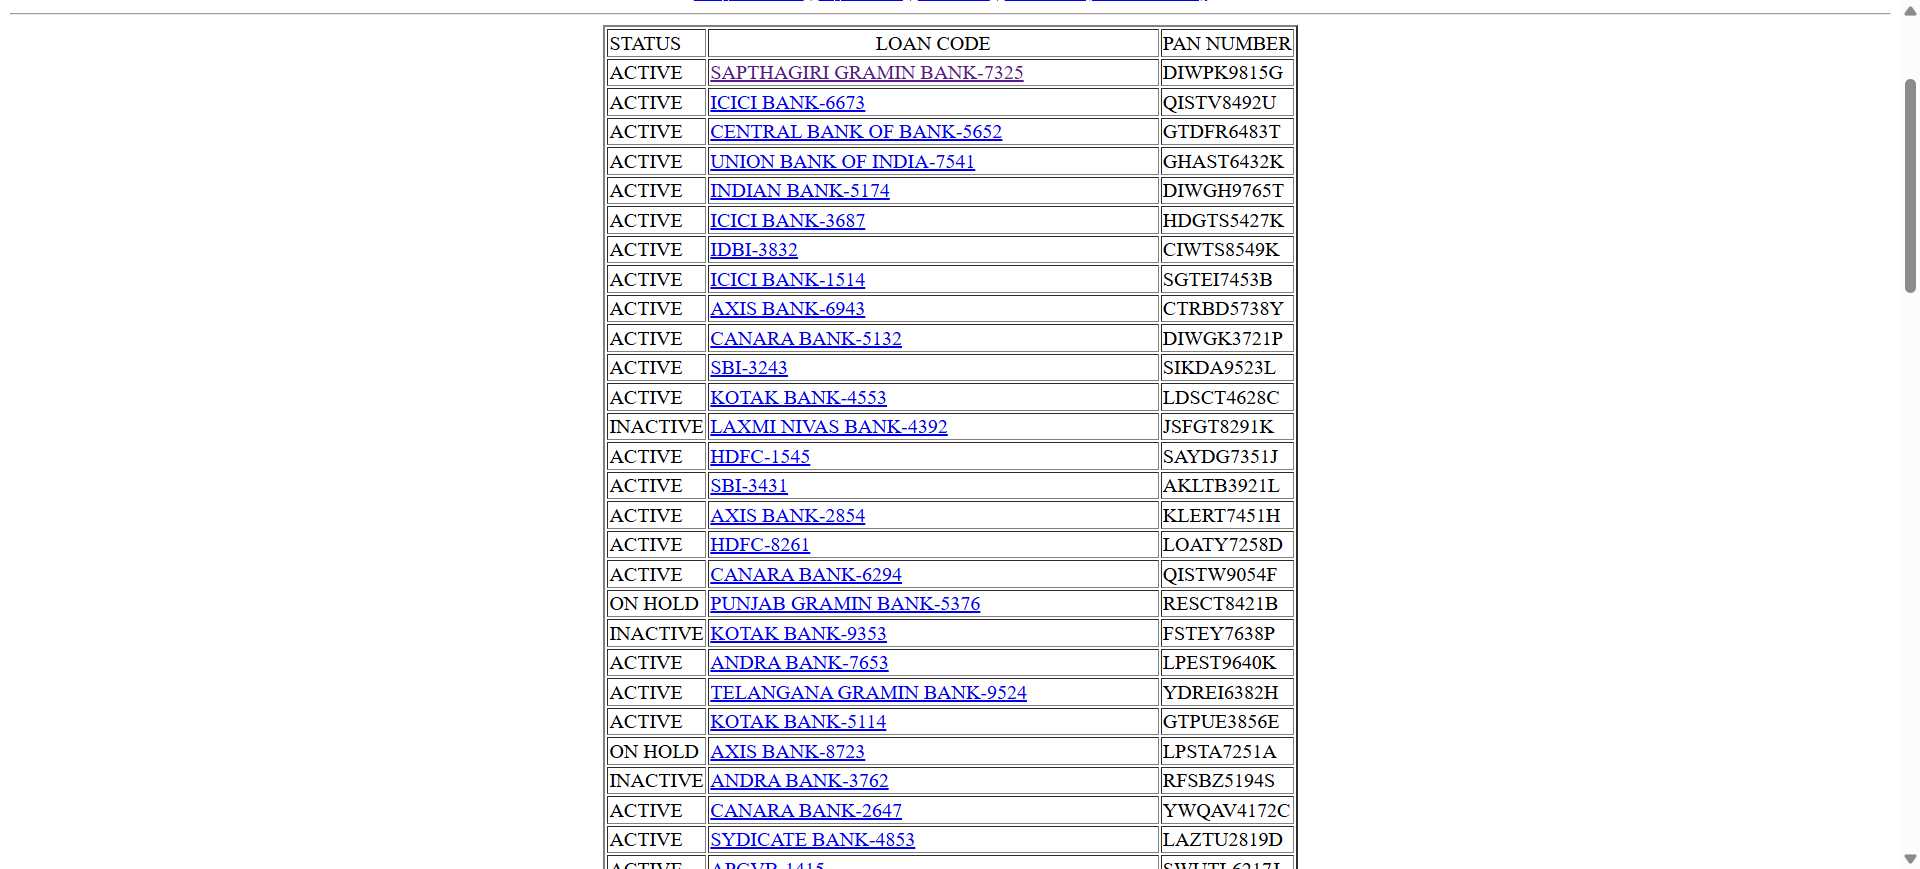 STATUS LOAN CODE PAN NUMBER
ACTIVE SAPTHAGIRI GRAMIN BANK-7325 DIWPK9815G
ACTIVE ICICI BANK-6673 QISTV8492U
ACTIVE CENTRAL BANK OF BANK-5652 GTDFR6483T
ACTIVE UNION BANK OF INDIA-7541 GHAST6432K
ACTIVE INDIAN BANK-5174 DIWGH9765T
ACTIVE ICICI BANK-3687 HDGTS5427K
ACTIVE IDBI-3832 CIWTS8549K
ACTIVE ICICI BANK-1514 SGTEI7453B
ACTIVE AXIS BANK-6943 CTRBD5738Y
ACTIVE CANARA BANK-5132 DIWGK3721P
ACTIVE SBI-3243 SIKDA9523L
ACTIVE KOTAK BANK-4553 LDSCT4628C
INACTIVE LAXMI NIVAS BANK-4392 JSFGT8291K
ACTIVE HDFC-1545 SAYDG7351J
ACTIVE SBI-3431 AKLTB3921L
ACTIVE AXIS BANK-2854 KLERT7451H
ACTIVE HDFC-8261 LOATY7258D
ACTIVE CANARA BANK-6294 QISTW9054F
ON HOLD PUNJAB GRAMIN BANK-5376 RESCT8421B
INACTIVE KOTAK BANK-9353 FSTEY7638P
ACTIVE ANDRA BANK-7653 LPEST9640K
ACTIVE TELANGANA GRAMIN BANK-9524 YDREI6382H
ACTIVE KOTAK BANK-5114 GTPUE3856E
ON HOLD AXIS BANK-8723 LPSTA7251A
INACTIVE ANDRA BANK-3762 RFSBZ5194S
ACTIVE CANARA BANK-2647 YWQAV4172C
ACTIVE SYDICATE BANK-4853 LAZTU2819D
ACTIVE